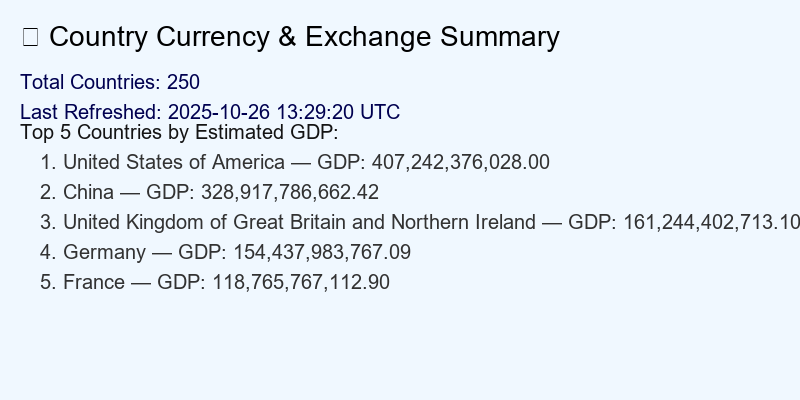 Country Currency & Exchange Summary
Total Countries: 250
Last Refreshed: 2025-10-26 13:29:20 UTC
Top 5 Countries by Estimated GDP:
1. United States of America — GDP: 407,242,376,028.00
2. China — GDP: 328,917,786,662.42
3. United Kingdom of Great Britain and Northern Ireland — GDP: 161,244,402,713.10
4. Germany — GDP: 154,437,983,767.09
5. France — GDP: 118,765,767,112.90